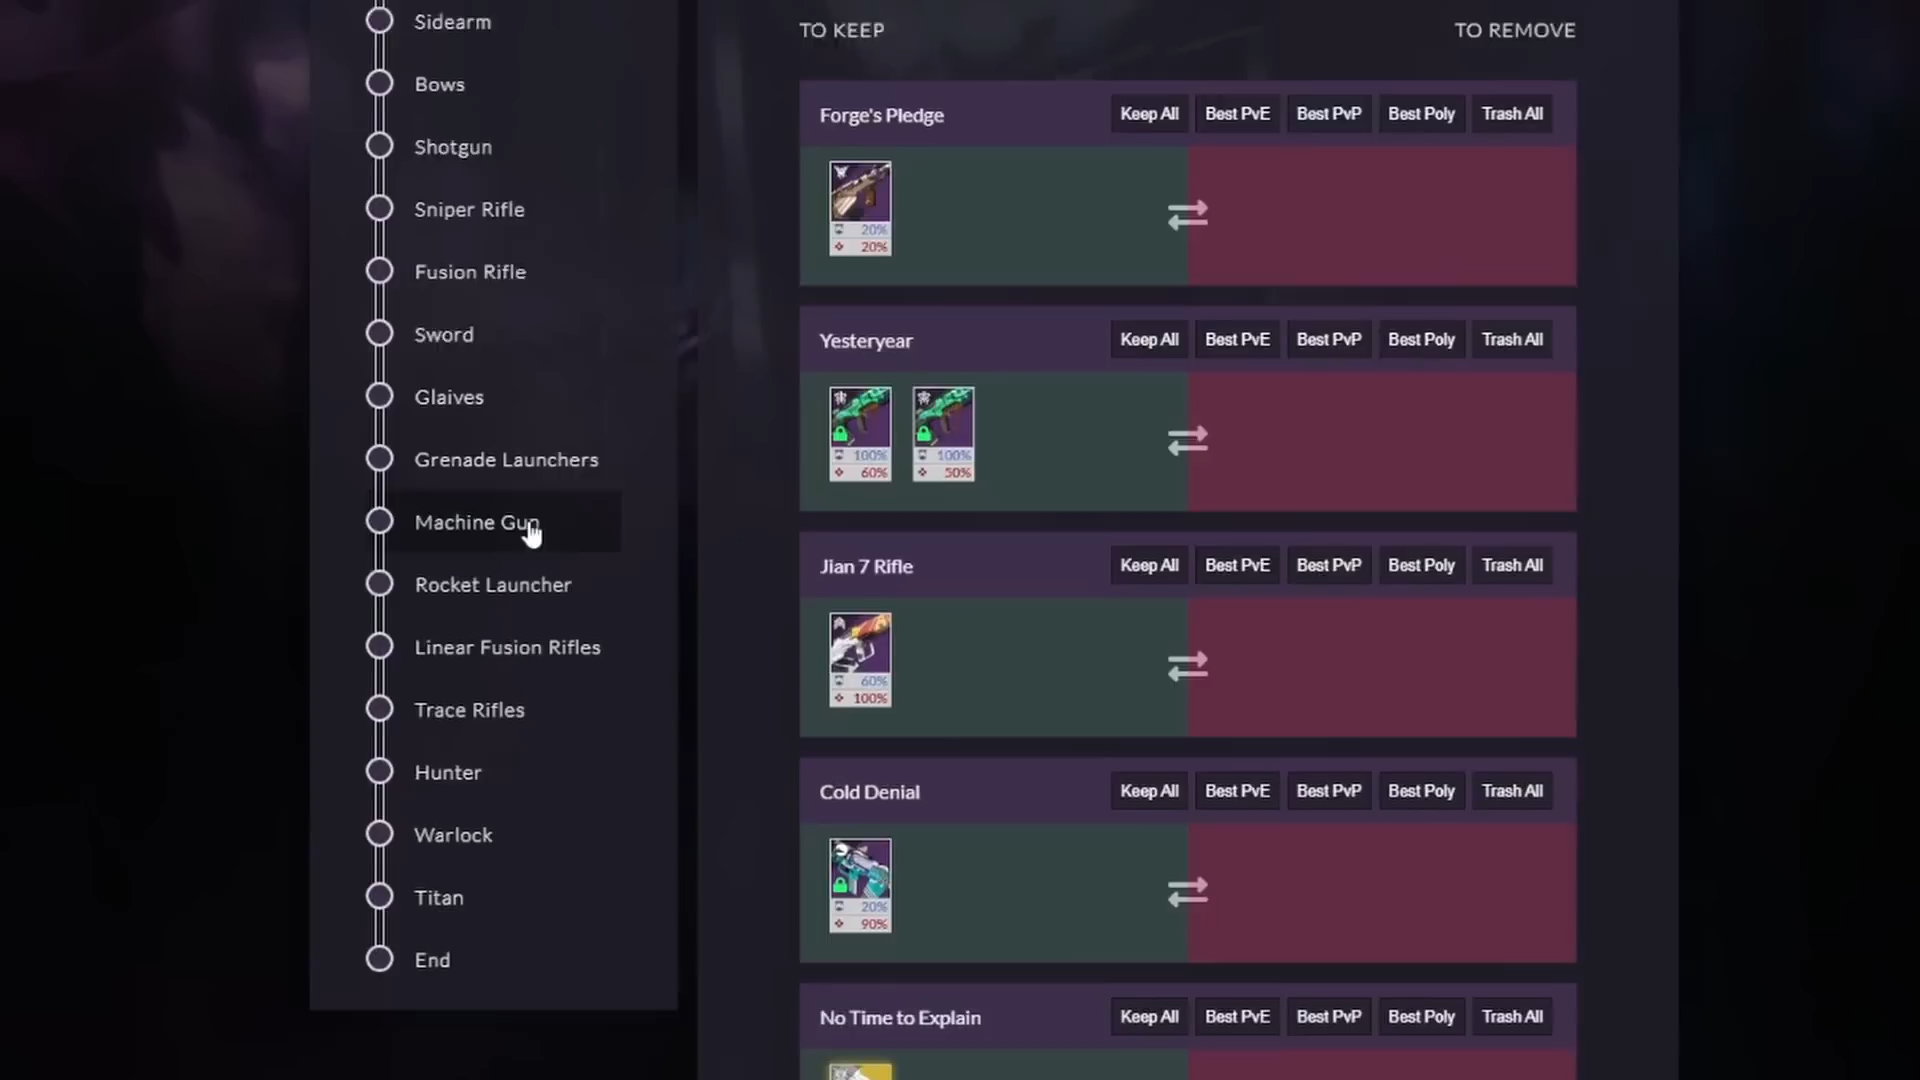 Sidearm
Bows
Shotgun
Sniper Rifle
Fusion Rifle
Sword
Glaives
Grenade Launchers
Machine Gun
Rocket Launcher
Linear Fusion Rifles
Trace Rifles
Hunter
Warlock
Titan
End
TO KEEP TO REMOVE
Forge's Pledge Keep All Best PvE Best PvP Best Poly Trash All
20%
20%
Yesteryear Keep All Best PvE Best PvP Best Poly Trash All
100% 100%
60% 50%
Jian 7 Rifle Keep All Best PvE Best PvP Best Poly Trash All
60%
100%
Cold Denial Keep All Best PvE Best PvP Best Poly Trash All
20%
90%
No Time to Explain Keep All Best PvE Best PvP Best Poly Trash All